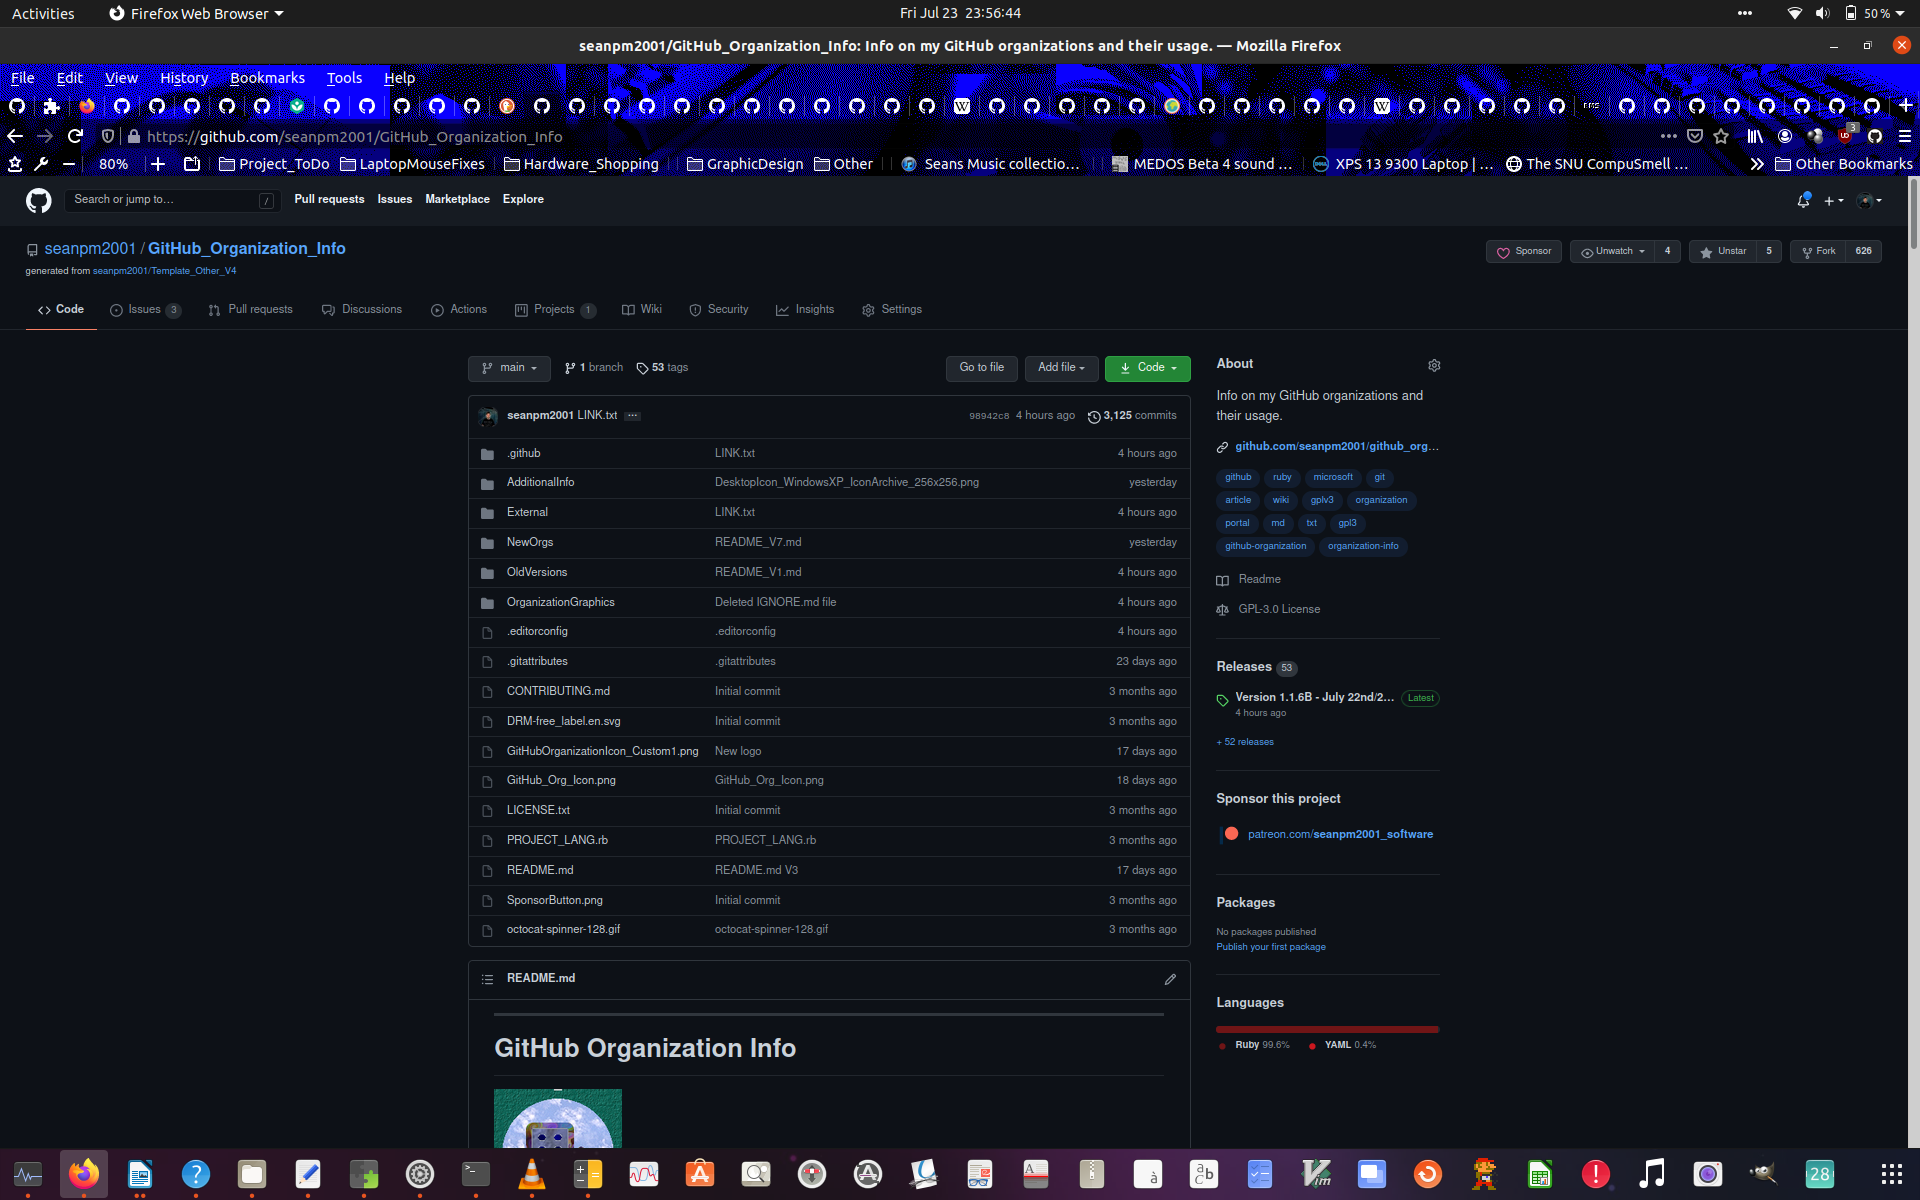 Activities Firefox Web Browser Fri Jul 23 23:56:44 50 %
seanpm2001/GitHub_Organization_Info: Info on my GitHub organizations and their usage. — Mozilla Firefox
File Edit View History Bookmarks Tools Help
https://github.com/seanpm2001/GitHub_Organization_Info 3
80% Project_ToDo LaptopMouseFixes Hardware_Shopping GraphicDesign Other Seans Music collectio… MEDOS Beta 4 sound … XPS 13 9300 Laptop | … The SNU CompuSmell … Other Bookmarks
Search or jump to… / Pull requests Issues Marketplace Explore
seanpm2001 / GitHub_Organization_Info Sponsor Unwatch 4 Unstar 5 Fork 626
generated from seanpm2001/Template_Other_V4
Code Issues 3 Pull requests Discussions Actions Projects 1 Wiki Security Insights Settings
main 1 branch 53 tags Go to file Add file Code
seanpm2001 LINK.txt … 98942c8 4 hours ago 3,125 commits
.github LINK.txt 4 hours ago
AdditionalInfo DesktopIcon_WindowsXP_IconArchive_256x256.png yesterday
External LINK.txt 4 hours ago
NewOrgs README_V7.md yesterday
OldVersions README_V1.md 4 hours ago
OrganizationGraphics Deleted IGNORE.md file 4 hours ago
.editorconfig .editorconfig 4 hours ago
.gitattributes .gitattributes 23 days ago
CONTRIBUTING.md Initial commit 3 months ago
DRM-free_label.en.svg Initial commit 3 months ago
GitHubOrganizationIcon_Custom1.png New logo 17 days ago
GitHub_Org_Icon.png GitHub_Org_Icon.png 18 days ago
LICENSE.txt Initial commit 3 months ago
PROJECT_LANG.rb PROJECT_LANG.rb 3 months ago
README.md README.md V3 17 days ago
SponsorButton.png Initial commit 3 months ago
octocat-spinner-128.gif octocat-spinner-128.gif 3 months ago
README.md
GitHub Organization Info
About
Info on my GitHub organizations and
their usage.
github.com/seanpm2001/github_org…
github ruby microsoft git
article wiki gplv3 organization
portal md txt gpl3
github-organization organization-info
Readme
GPL-3.0 License
Releases 53
Version 1.1.6B - July 22nd/2… Latest
4 hours ago
+ 52 releases
Sponsor this project
patreon.com/seanpm2001_software
Packages
No packages published
Publish your first package
Languages
Ruby 99.6% YAML 0.4%
28